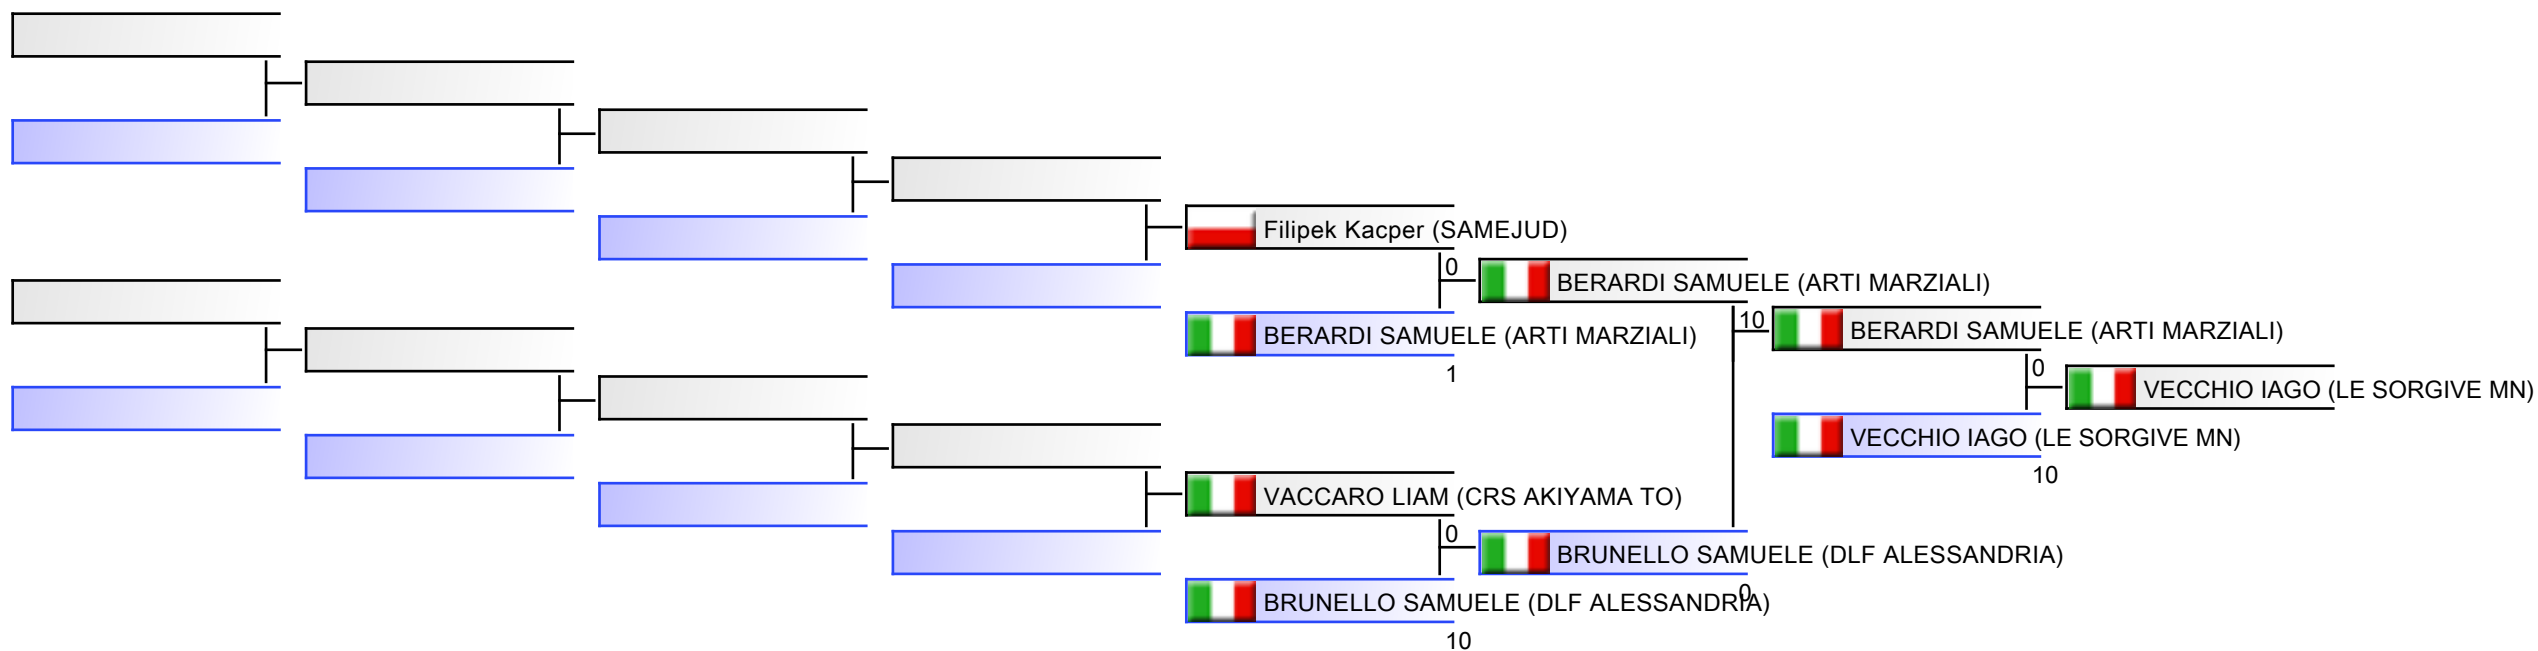 Filipek Kacper (SAMEJUD)
0
BERARDI SAMUELE (ARTI MARZIALI)
1
BERARDI SAMUELE (ARTI MARZIALI)
10
BERARDI SAMUELE (ARTI MARZIALI)
0
VECCHIO IAGO (LE SORGIVE MN)
VECCHIO IAGO (LE SORGIVE MN)
10
VACCARO LIAM (CRS AKIYAMA TO)
0
BRUNELLO SAMUELE (DLF ALESSANDRIA)
0
BRUNELLO SAMUELE (DLF ALESSANDRIA)
10